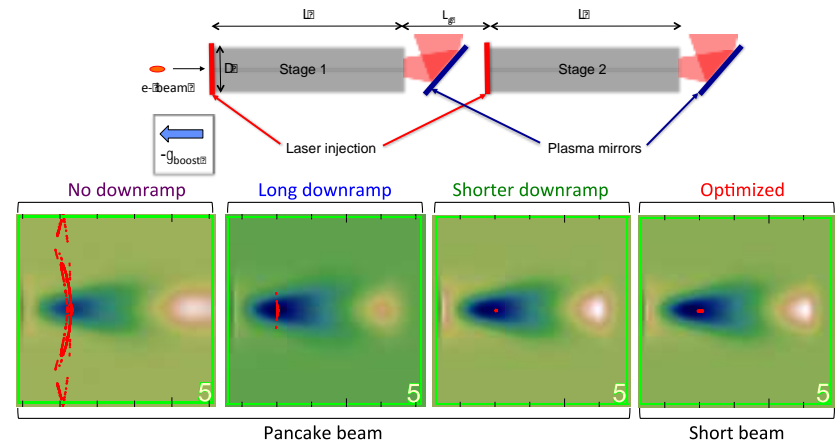 L L L
g
D Stage 1 Stage 2
e- beam
Laser injection Plasma mirrors
-gboost
No downramp Long downramp Shorter downramp Optimized
5 5 5 5
Pancake beam Short beam